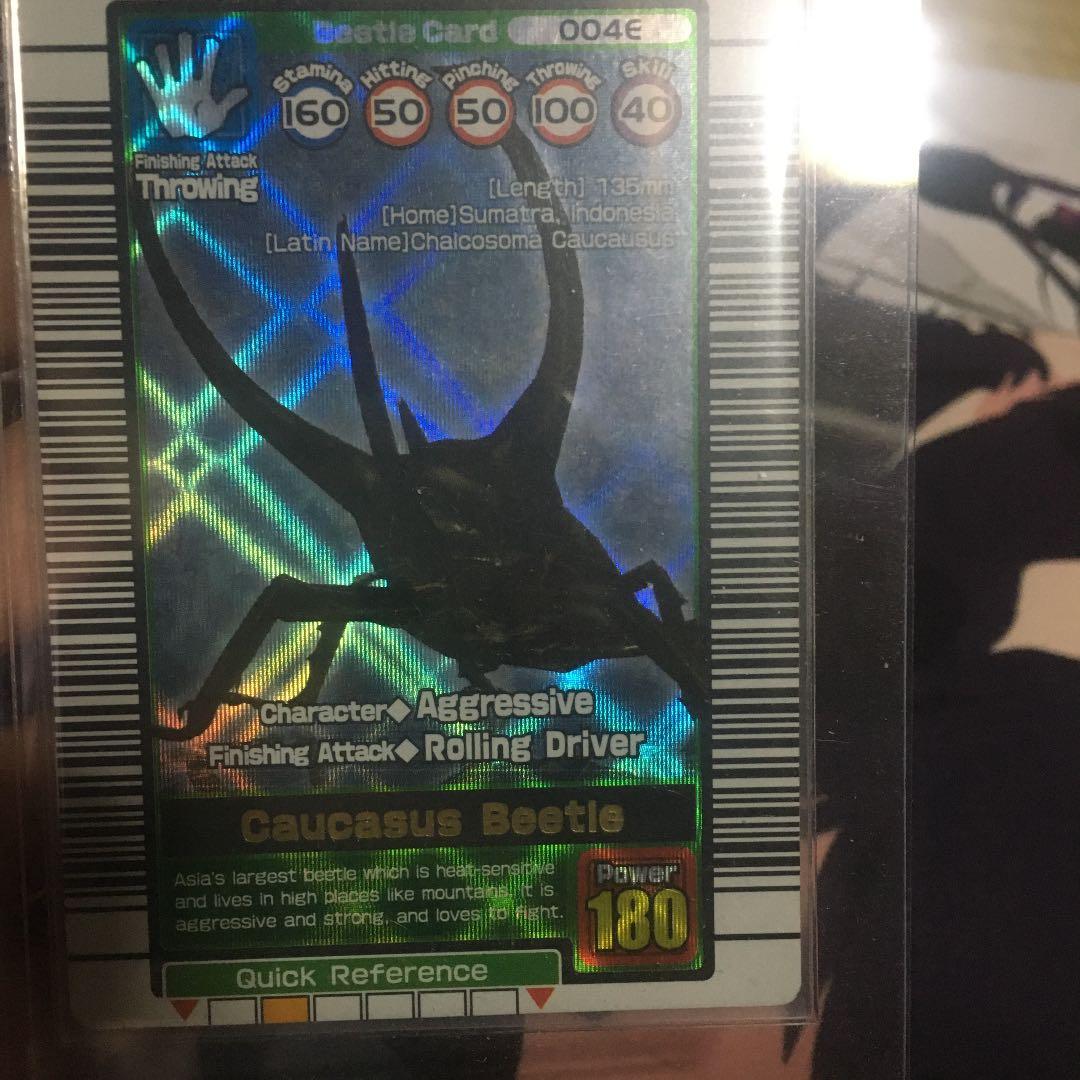 Beetle Card 004E
Stamina Hitting Pinching Throwing Skill
160 50 50 100 40
Finishing Attack
Throwing
[Length] 135mm
[Home]Sumatra, Indonesia
[Latin Name]Chalcosoma Caucausus
Character◆Aggressive
Finishing Attack◆Rolling Driver
Caucasus Beetle
Asia's largest beetle which is heat-sensitive
and lives in high places like mountains. It is
aggressive and strong, and loves to fight.
Power
180
Quick Reference